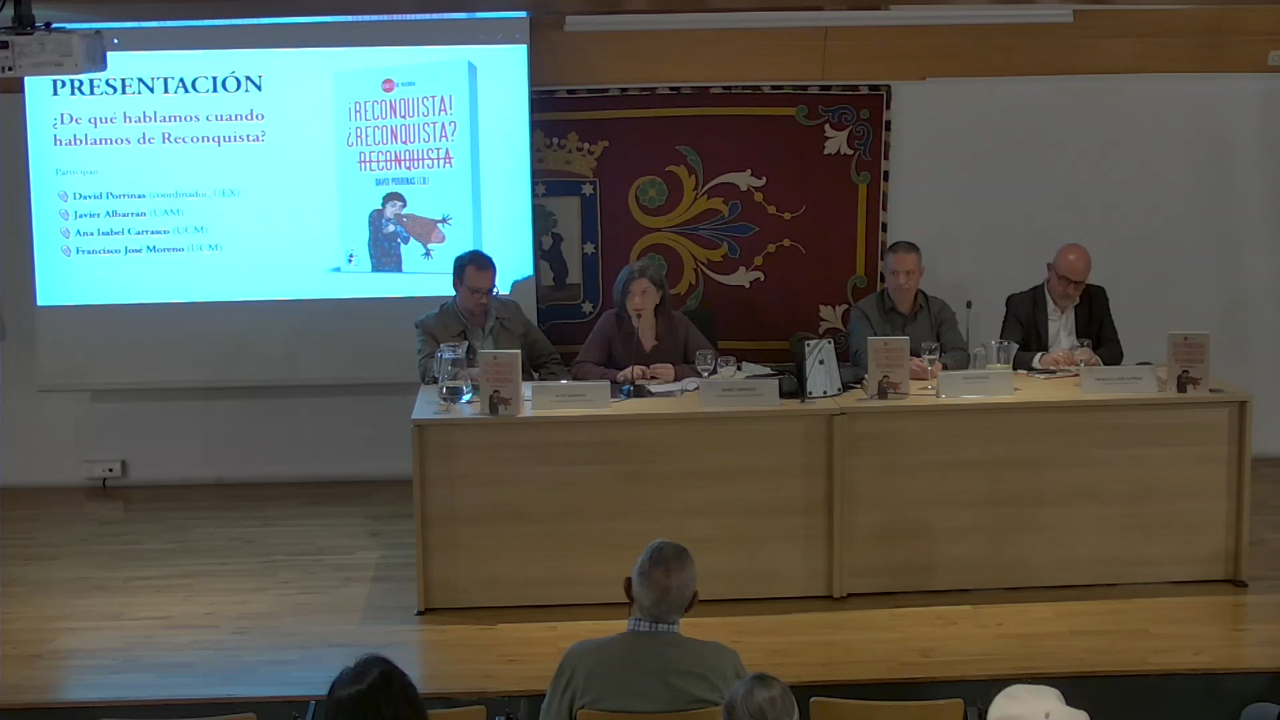 PRESENTACIÓN
¿De qué hablamos cuando
hablamos de Reconquista?
Participan
David Porrinas (coordinador, UEX)
Javier Albarrán (UAM)
Ana Isabel Carrasco (UCM)
Francisco José Moreno (UCM)
¡RECONQUISTA!
¿RECONQUISTA?
RECONQUISTA
DAVID PORRINAS (ED.)